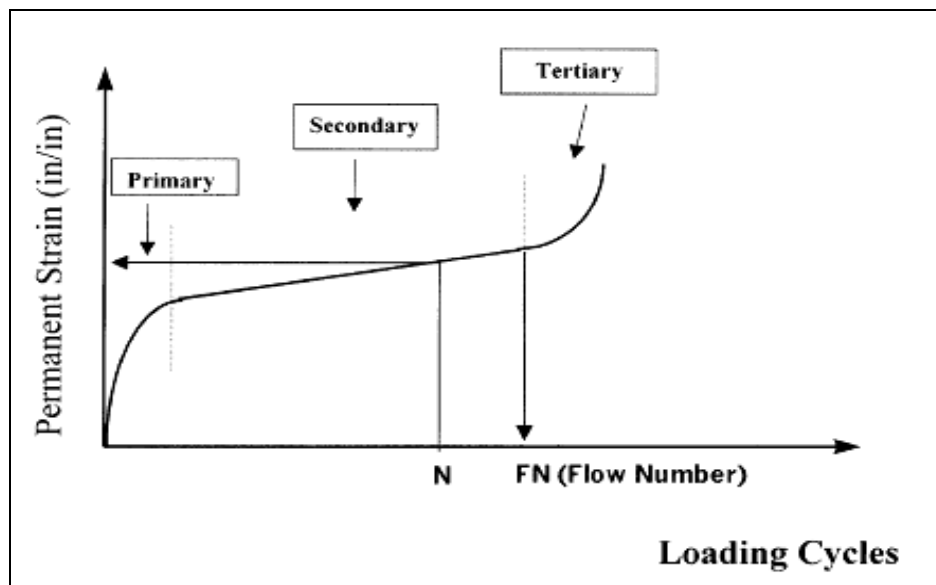 Tertiary
Secondary
Primary
Permanent Strain (in/in)
N
FN (Flow Number)
Loading Cycles